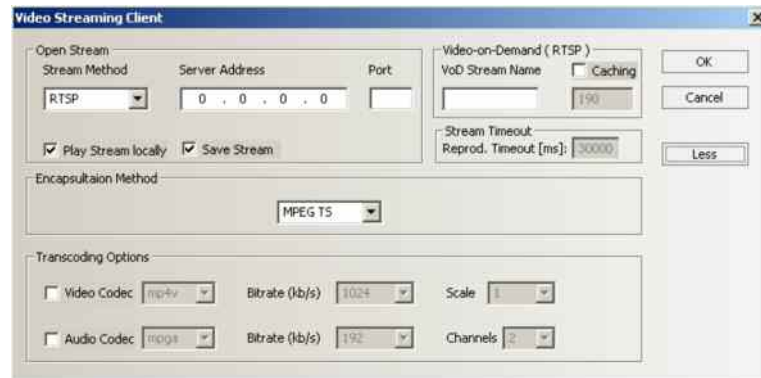 Video Streaming Client
Open Stream
Stream Method Server Address Port
RTSP 0 . 0 . 0 . 0
Play Stream locally Save Stream
Video-on-Demand ( RTSP )
VoD Stream Name Caching
190
Stream Timeout
Reprod. Timeout [ms]: 30000
OK
Cancel
Less
Encapsultaion Method
MPEG TS
Transcoding Options
Video Codec mp4v Bitrate (kb/s) 1024 Scale 1
Audio Codec mpga Bitrate (kb/s) 192 Channels 2